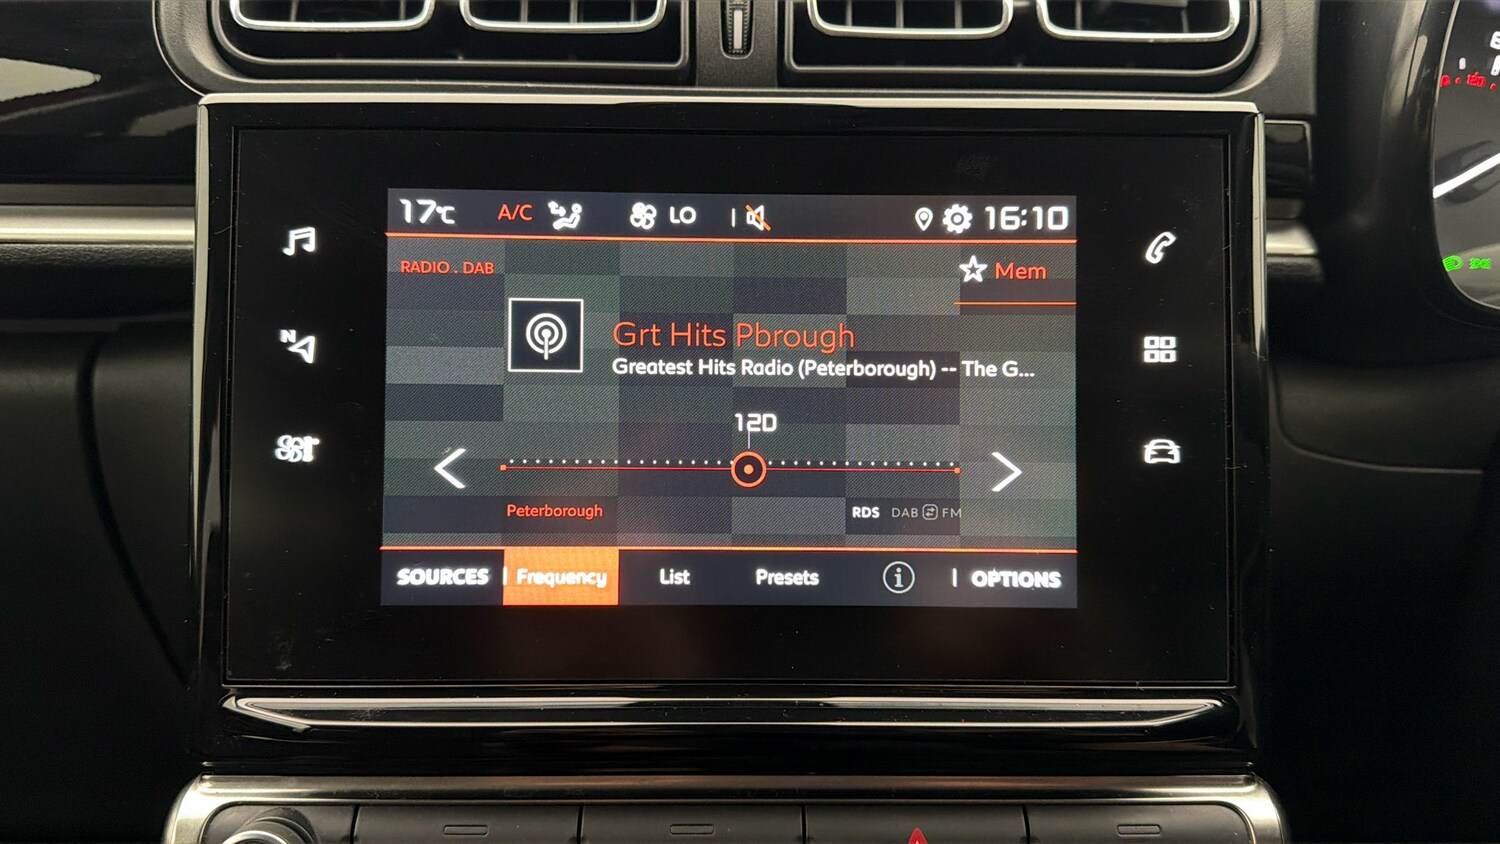 17°C A/C LO 16:10
RADIO . DAB
Mem
Grt Hits Pbrough
Greatest Hits Radio (Peterborough) -- The G...
12D
Peterborough
RDS DAB FM
SOURCES Frequency List Presets i OPTIONS
N
120